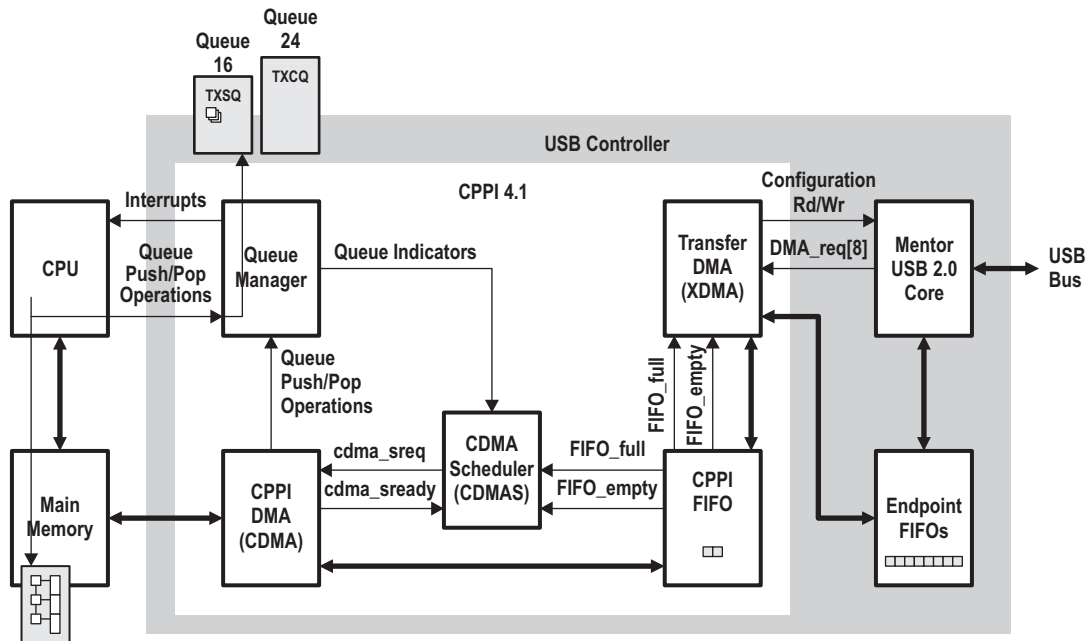 Queue
24
Queue
16
TXCQ
TXSQ
USB Controller
CPPI 4.1
Configuration
Rd/Wr
Interrupts
CPU
Queue
Push/Pop
Operations
Queue
Manager
Queue Indicators
Transfer
DMA
(XDMA)
DMA_req[8]
Mentor
USB 2.0
Core
USB
Bus
Queue
Push/Pop
Operations
FIFO_full
FIFO_empty
Main
Memory
CPPI
DMA
(CDMA)
cdma_sreq
cdma_sready
CDMA
Scheduler
(CDMAS)
FIFO_full
FIFO_empty
CPPI
FIFO
Endpoint
FIFOs